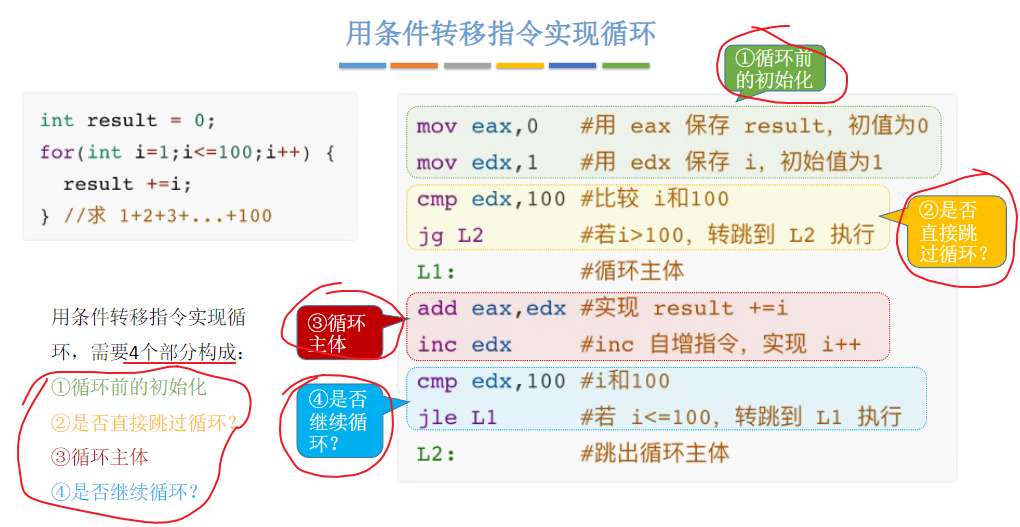 用条件转移指令实现循环
int result = 0;
for(int i=1;i<=100;i++) {
result +=i;
} //求 1+2+3+...+100
用条件转移指令实现循
环，需要4个部分构成：
①循环前的初始化
②是否直接跳过循环？
③循环主体
④是否继续循环？
①循环前
的初始化
mov eax,0 #用 eax 保存 result，初值为0
mov edx,1 #用 edx 保存 i，初始值为1
cmp edx,100 #比较 i和100
jg L2 #若i>100，转跳到 L2 执行
②是否
直接跳
过循环？
L1: #循环主体
③循环
主体
add eax,edx #实现 result +=i
inc edx #inc 自增指令，实现 i++
④是否
继续循
环？
cmp edx,100 #i和100
jle L1 #若 i<=100，转跳到 L1 执行
L2: #跳出循环主体